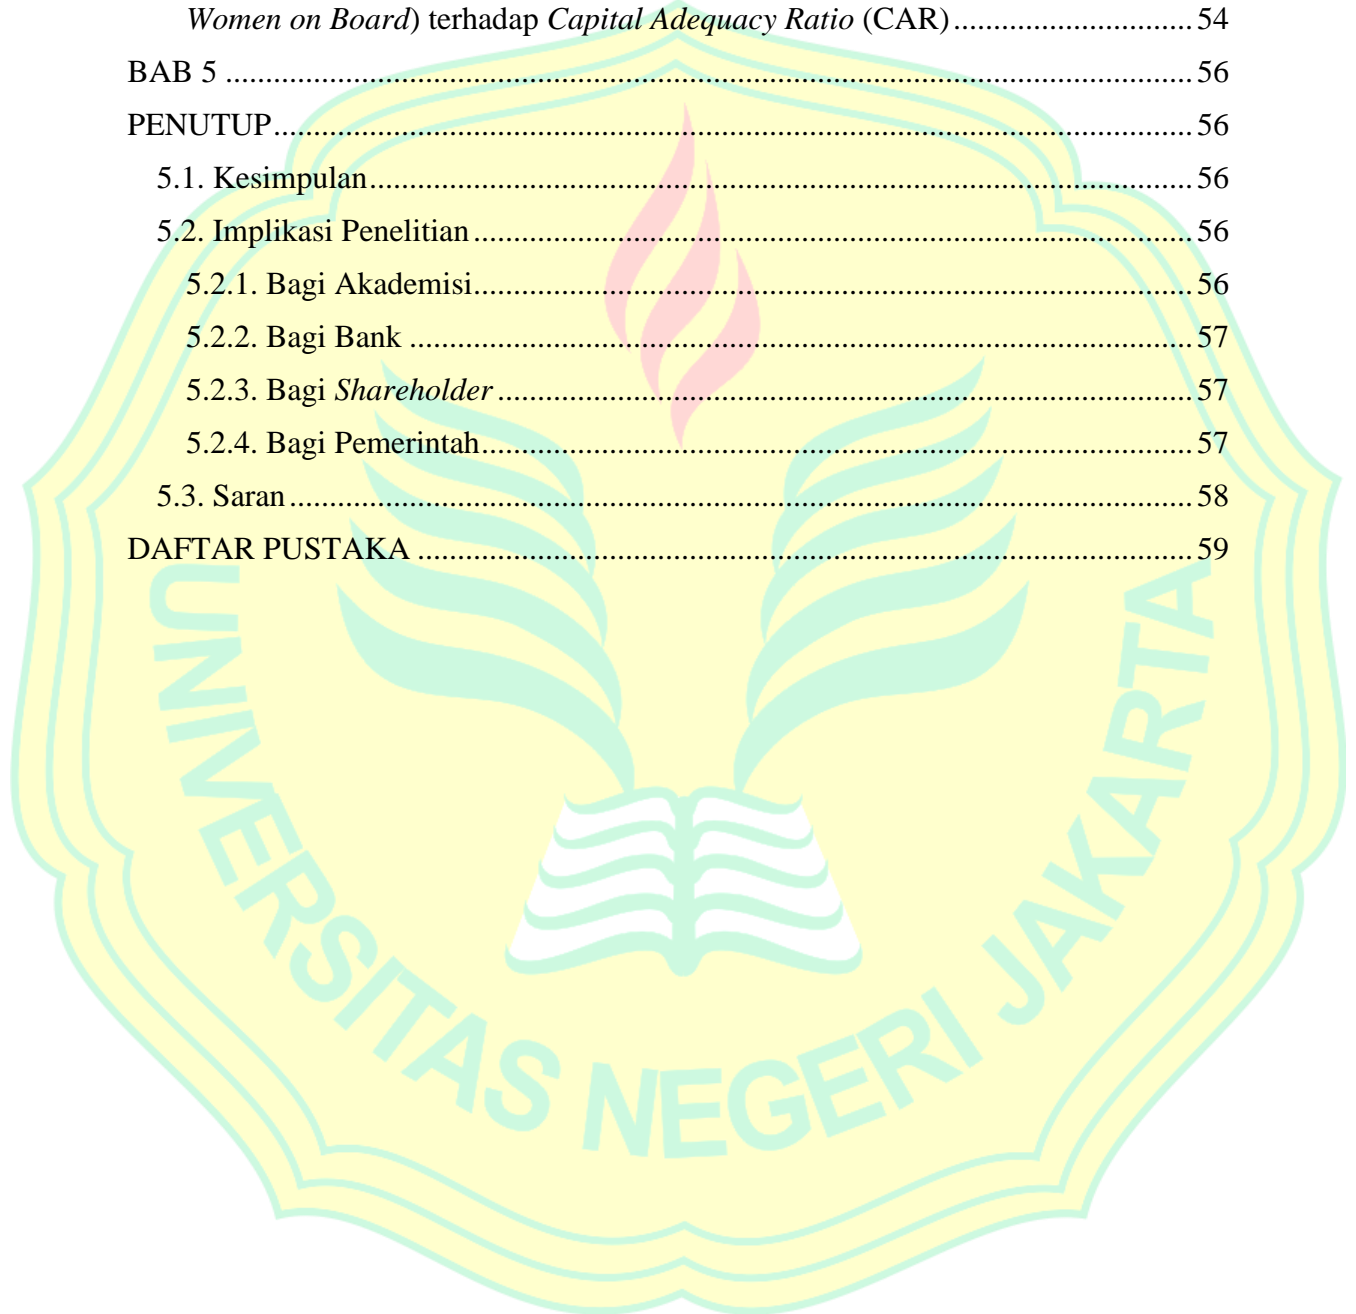 Women on Board) terhadap Capital Adequacy Ratio (CAR)............................. 54
BAB 5 ........................................................................................................................ 56
PENUTUP.................................................................................................................. 56
5.1. Kesimpulan...................................................................................................... 56
5.2. Implikasi Penelitian ......................................................................................... 56
5.2.1. Bagi Akademisi......................................................................................... 56
5.2.2. Bagi Bank ................................................................................................. 57
5.2.3. Bagi Shareholder ...................................................................................... 57
5.2.4. Bagi Pemerintah........................................................................................ 57
5.3. Saran ................................................................................................................ 58
DAFTAR PUSTAKA ................................................................................................ 59
UNIVERSITAS NEGERI JAKARTA